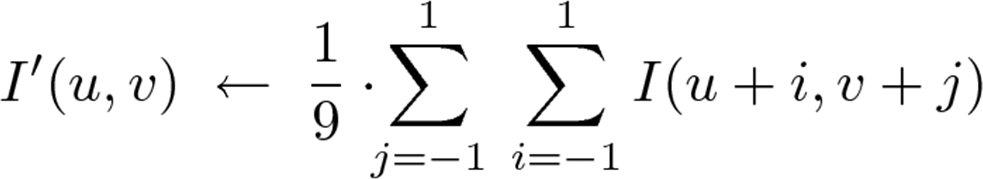 I′(u, v) ← 1/9 · ∑_{j=−1}^{1} ∑_{i=−1}^{1} I(u + i, v + j)